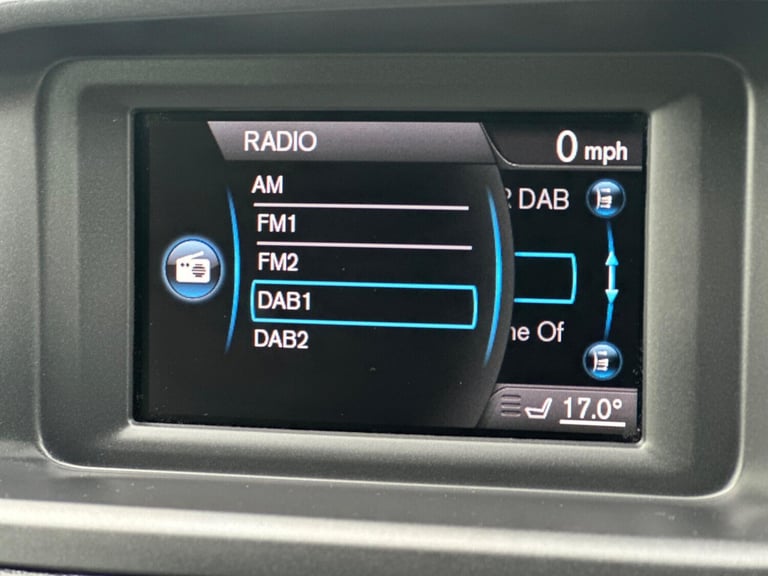 RADIO
0 mph
AM
FM1
FM2
DAB1
DAB2
DAB
ne Of
17.0°